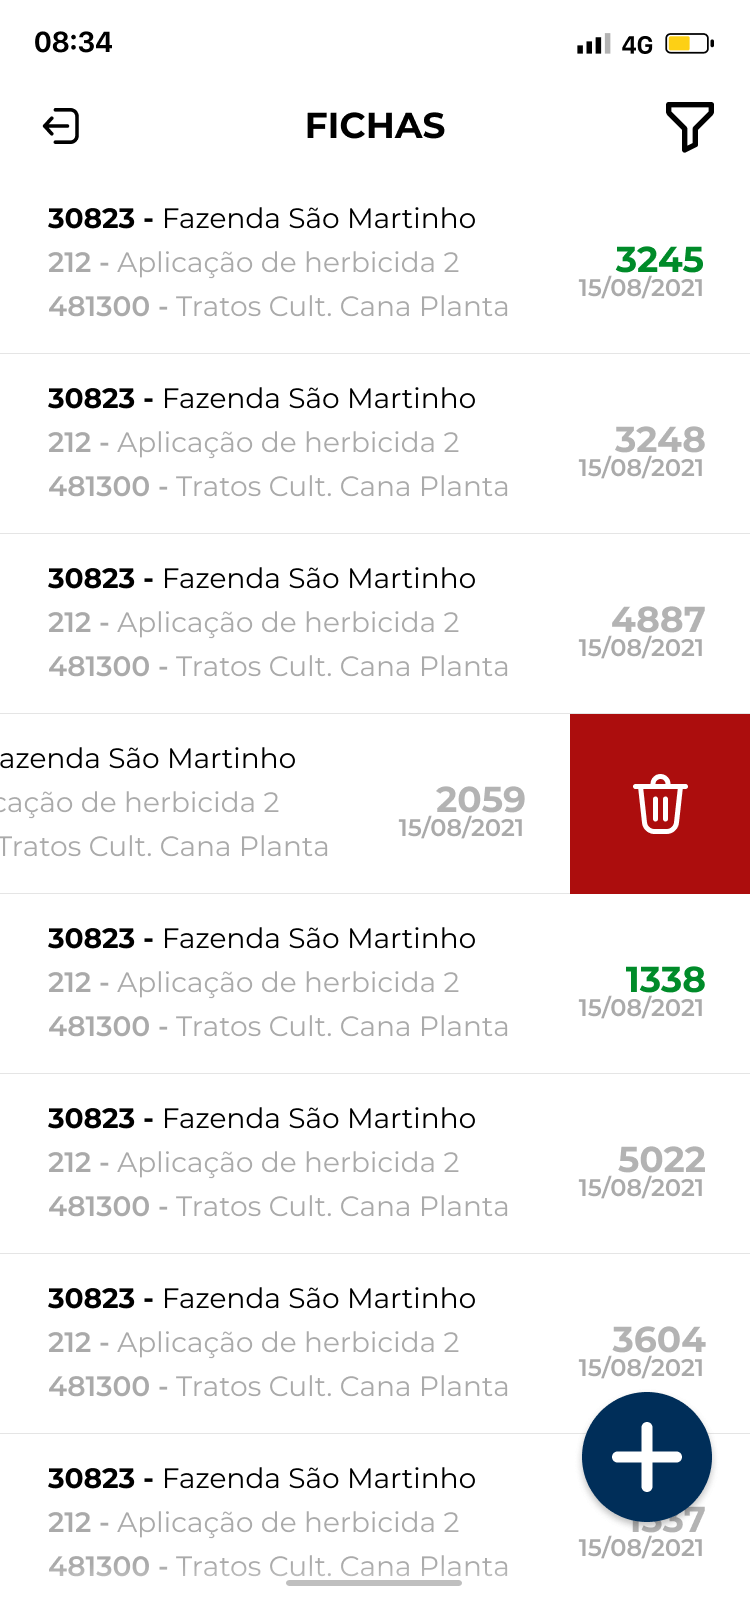 08:34 4G
FICHAS
30823 - Fazenda São Martinho
212 - Aplicação de herbicida 2
481300 - Tratos Cult. Cana Planta
3245
15/08/2021
30823 - Fazenda São Martinho
212 - Aplicação de herbicida 2
481300 - Tratos Cult. Cana Planta
3248
15/08/2021
30823 - Fazenda São Martinho
212 - Aplicação de herbicida 2
481300 - Tratos Cult. Cana Planta
4887
15/08/2021
azenda São Martinho
cação de herbicida 2
Tratos Cult. Cana Planta
2059
15/08/2021
30823 - Fazenda São Martinho
212 - Aplicação de herbicida 2
481300 - Tratos Cult. Cana Planta
1338
15/08/2021
30823 - Fazenda São Martinho
212 - Aplicação de herbicida 2
481300 - Tratos Cult. Cana Planta
5022
15/08/2021
30823 - Fazenda São Martinho
212 - Aplicação de herbicida 2
481300 - Tratos Cult. Cana Planta
3604
15/08/2021
30823 - Fazenda São Martinho
212 - Aplicação de herbicida 2
481300 - Tratos Cult. Cana Planta
15/08/2021